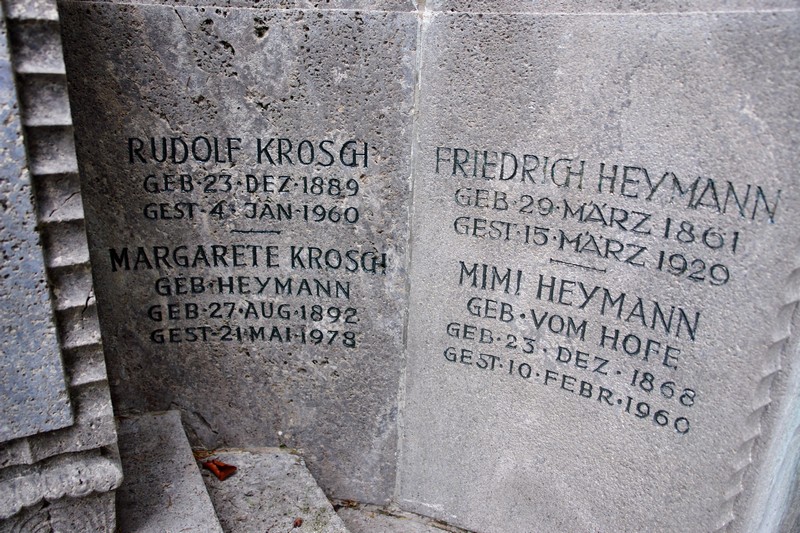 RUDOLF KROSCH
GEB·23·DEZ·1889
GEST·4·JAN·1960
MARGARETE KROSCH
GEB·HEYMANN
GEB·27·AUG·1892
GEST·21·MAI·1978
FRIEDRICH HEYMANN
GEB·29·MÄRZ 1861
GEST·15·MÄRZ 1929
MIMI HEYMANN
GEB·VOM HOFE
GEB·23·DEZ·1868
GEST·10·FEBR·1960